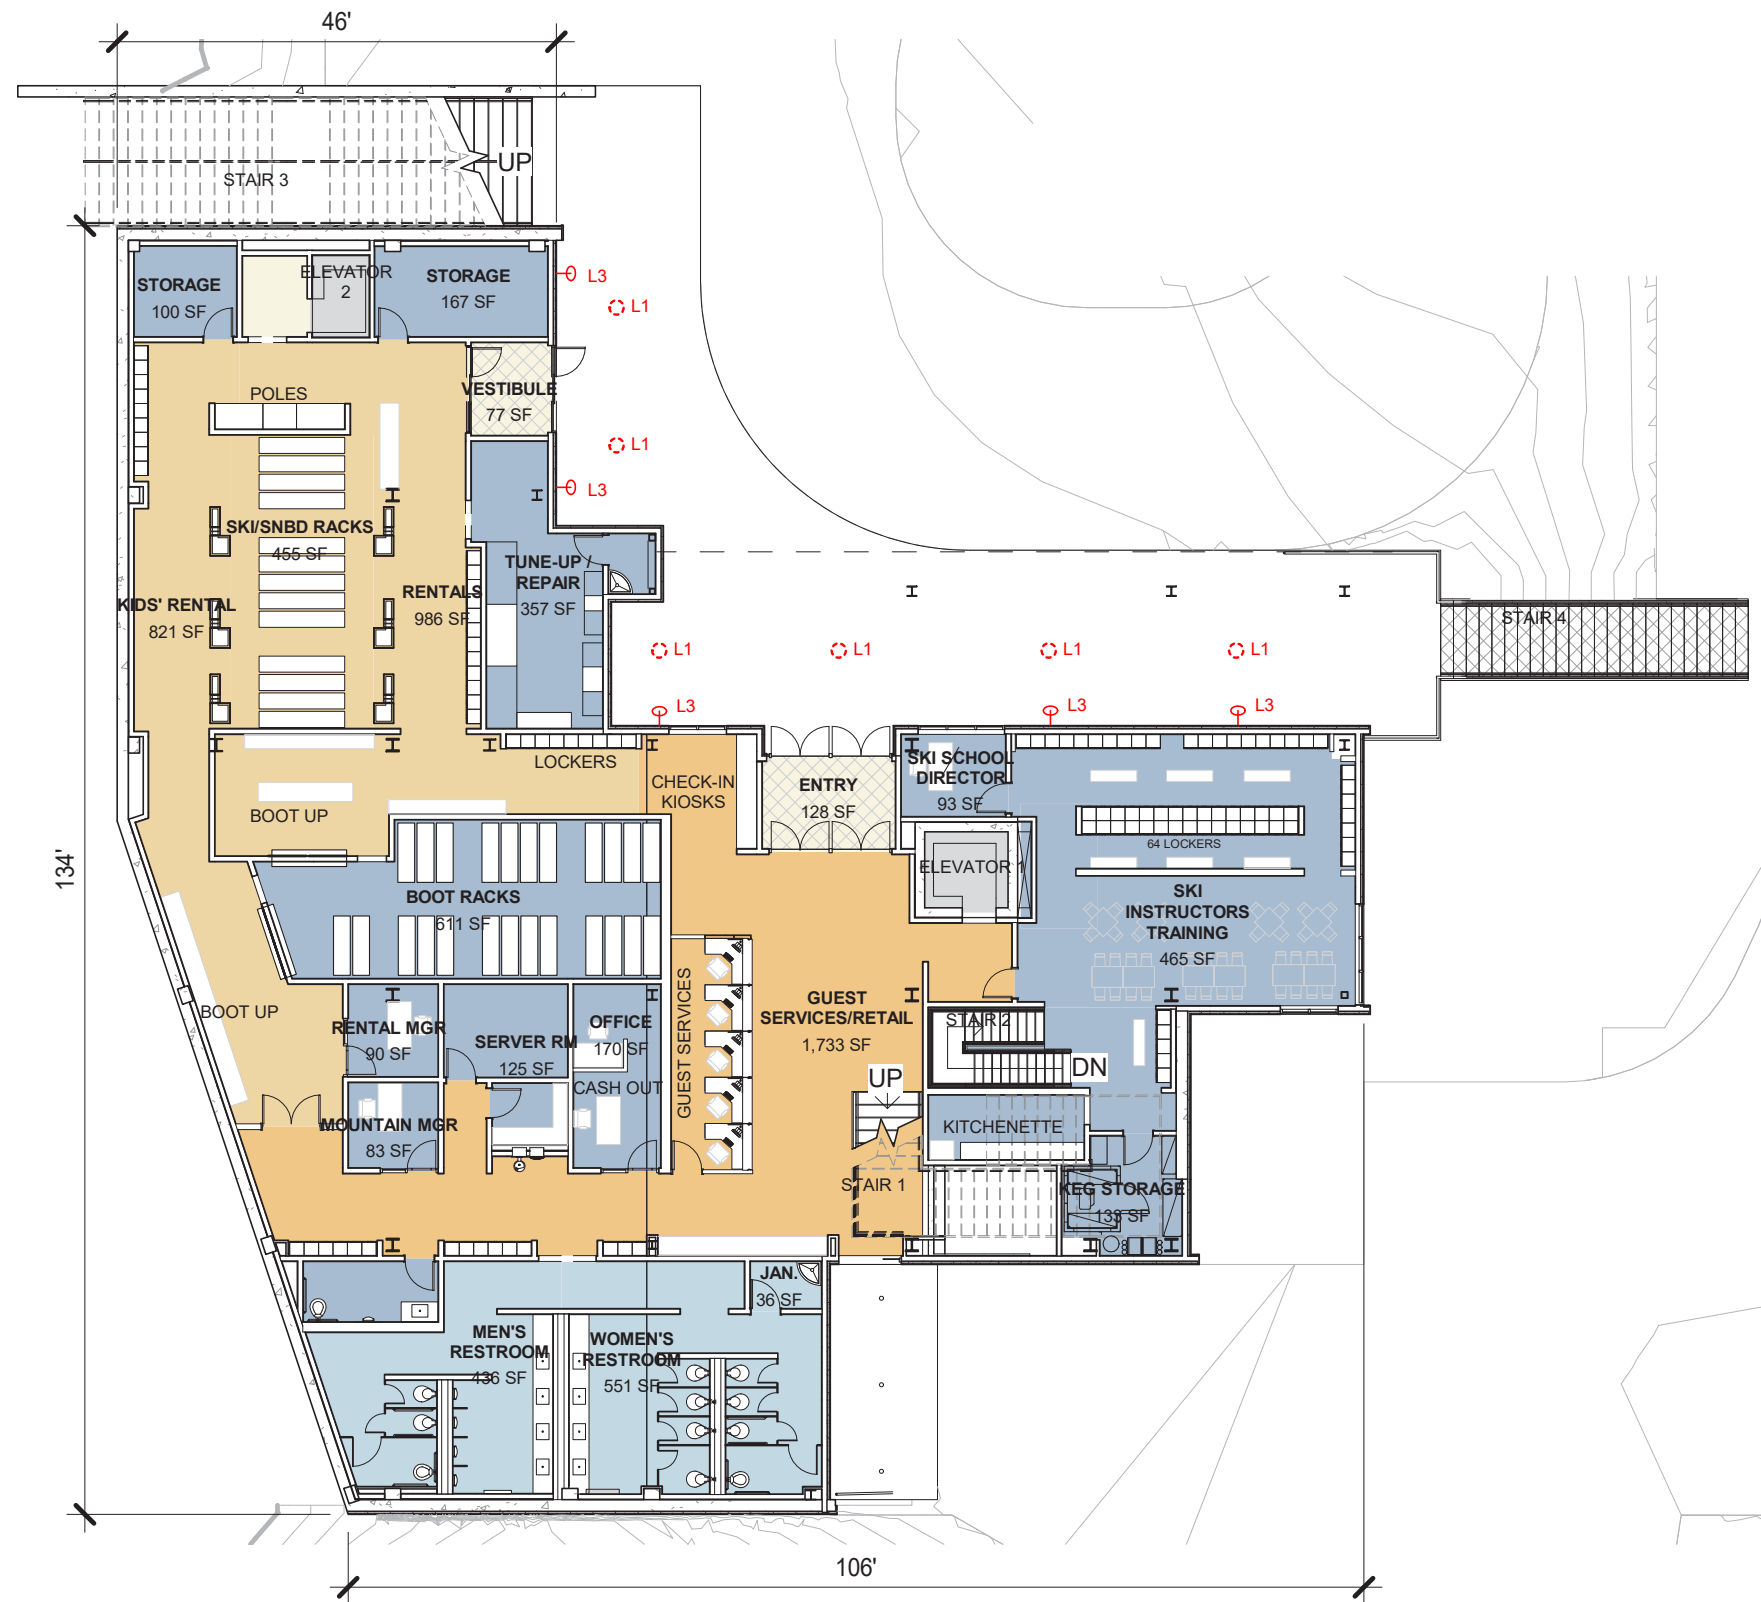 46'
UP
STAIR 3
STORAGE
100 SF
ELEVATOR
2
STORAGE
167 SF
L3
L1
VESTIBULE
77 SF
POLES
L1
L3
SKI/SNBD RACKS
455 SF
TUNE-UP /
REPAIR
357 SF
KIDS' RENTAL
821 SF
RENTALS
986 SF
STAIR 4
L1
L1
L1
L1
L3
L3
L3
LOCKERS
CHECK-IN
KIOSKS
ENTRY
128 SF
SKI SCHOOL
DIRECTOR
93 SF
BOOT UP
64 LOCKERS
134'
ELEVATOR 1
BOOT RACKS
611 SF
SKI
INSTRUCTORS
TRAINING
465 SF
BOOT UP
GUEST SERVICES
GUEST
SERVICES/RETAIL
1,733 SF
RENTAL MGR
90 SF
SERVER RM
125 SF
OFFICE
170 SF
CASH OUT
STAIR 2
DN
UP
MOUNTAIN MGR
83 SF
KITCHENETTE
STAIR 1
KEG STORAGE
133 SF
JAN.
36 SF
MEN'S
RESTROOM
436 SF
WOMEN'S
RESTROOM
551 SF
106'